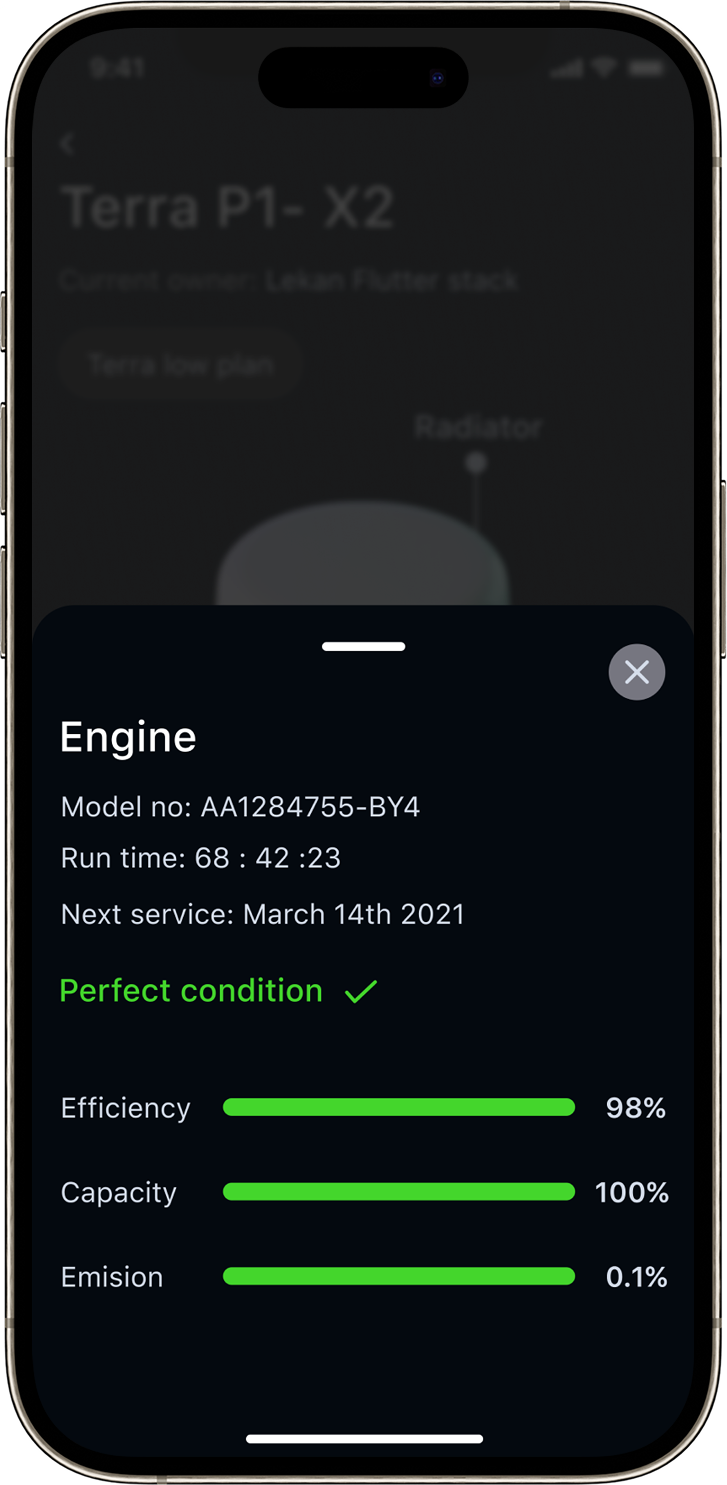 9:41
Terra P1- X2
Current owner: Lekan Flutter stack
Terra low plan
Radiator
Engine
Model no: AA1284755-BY4
Run time: 68 : 42 :23
Next service: March 14th 2021
Perfect condition
Efficiency 98%
Capacity 100%
Emision 0.1%